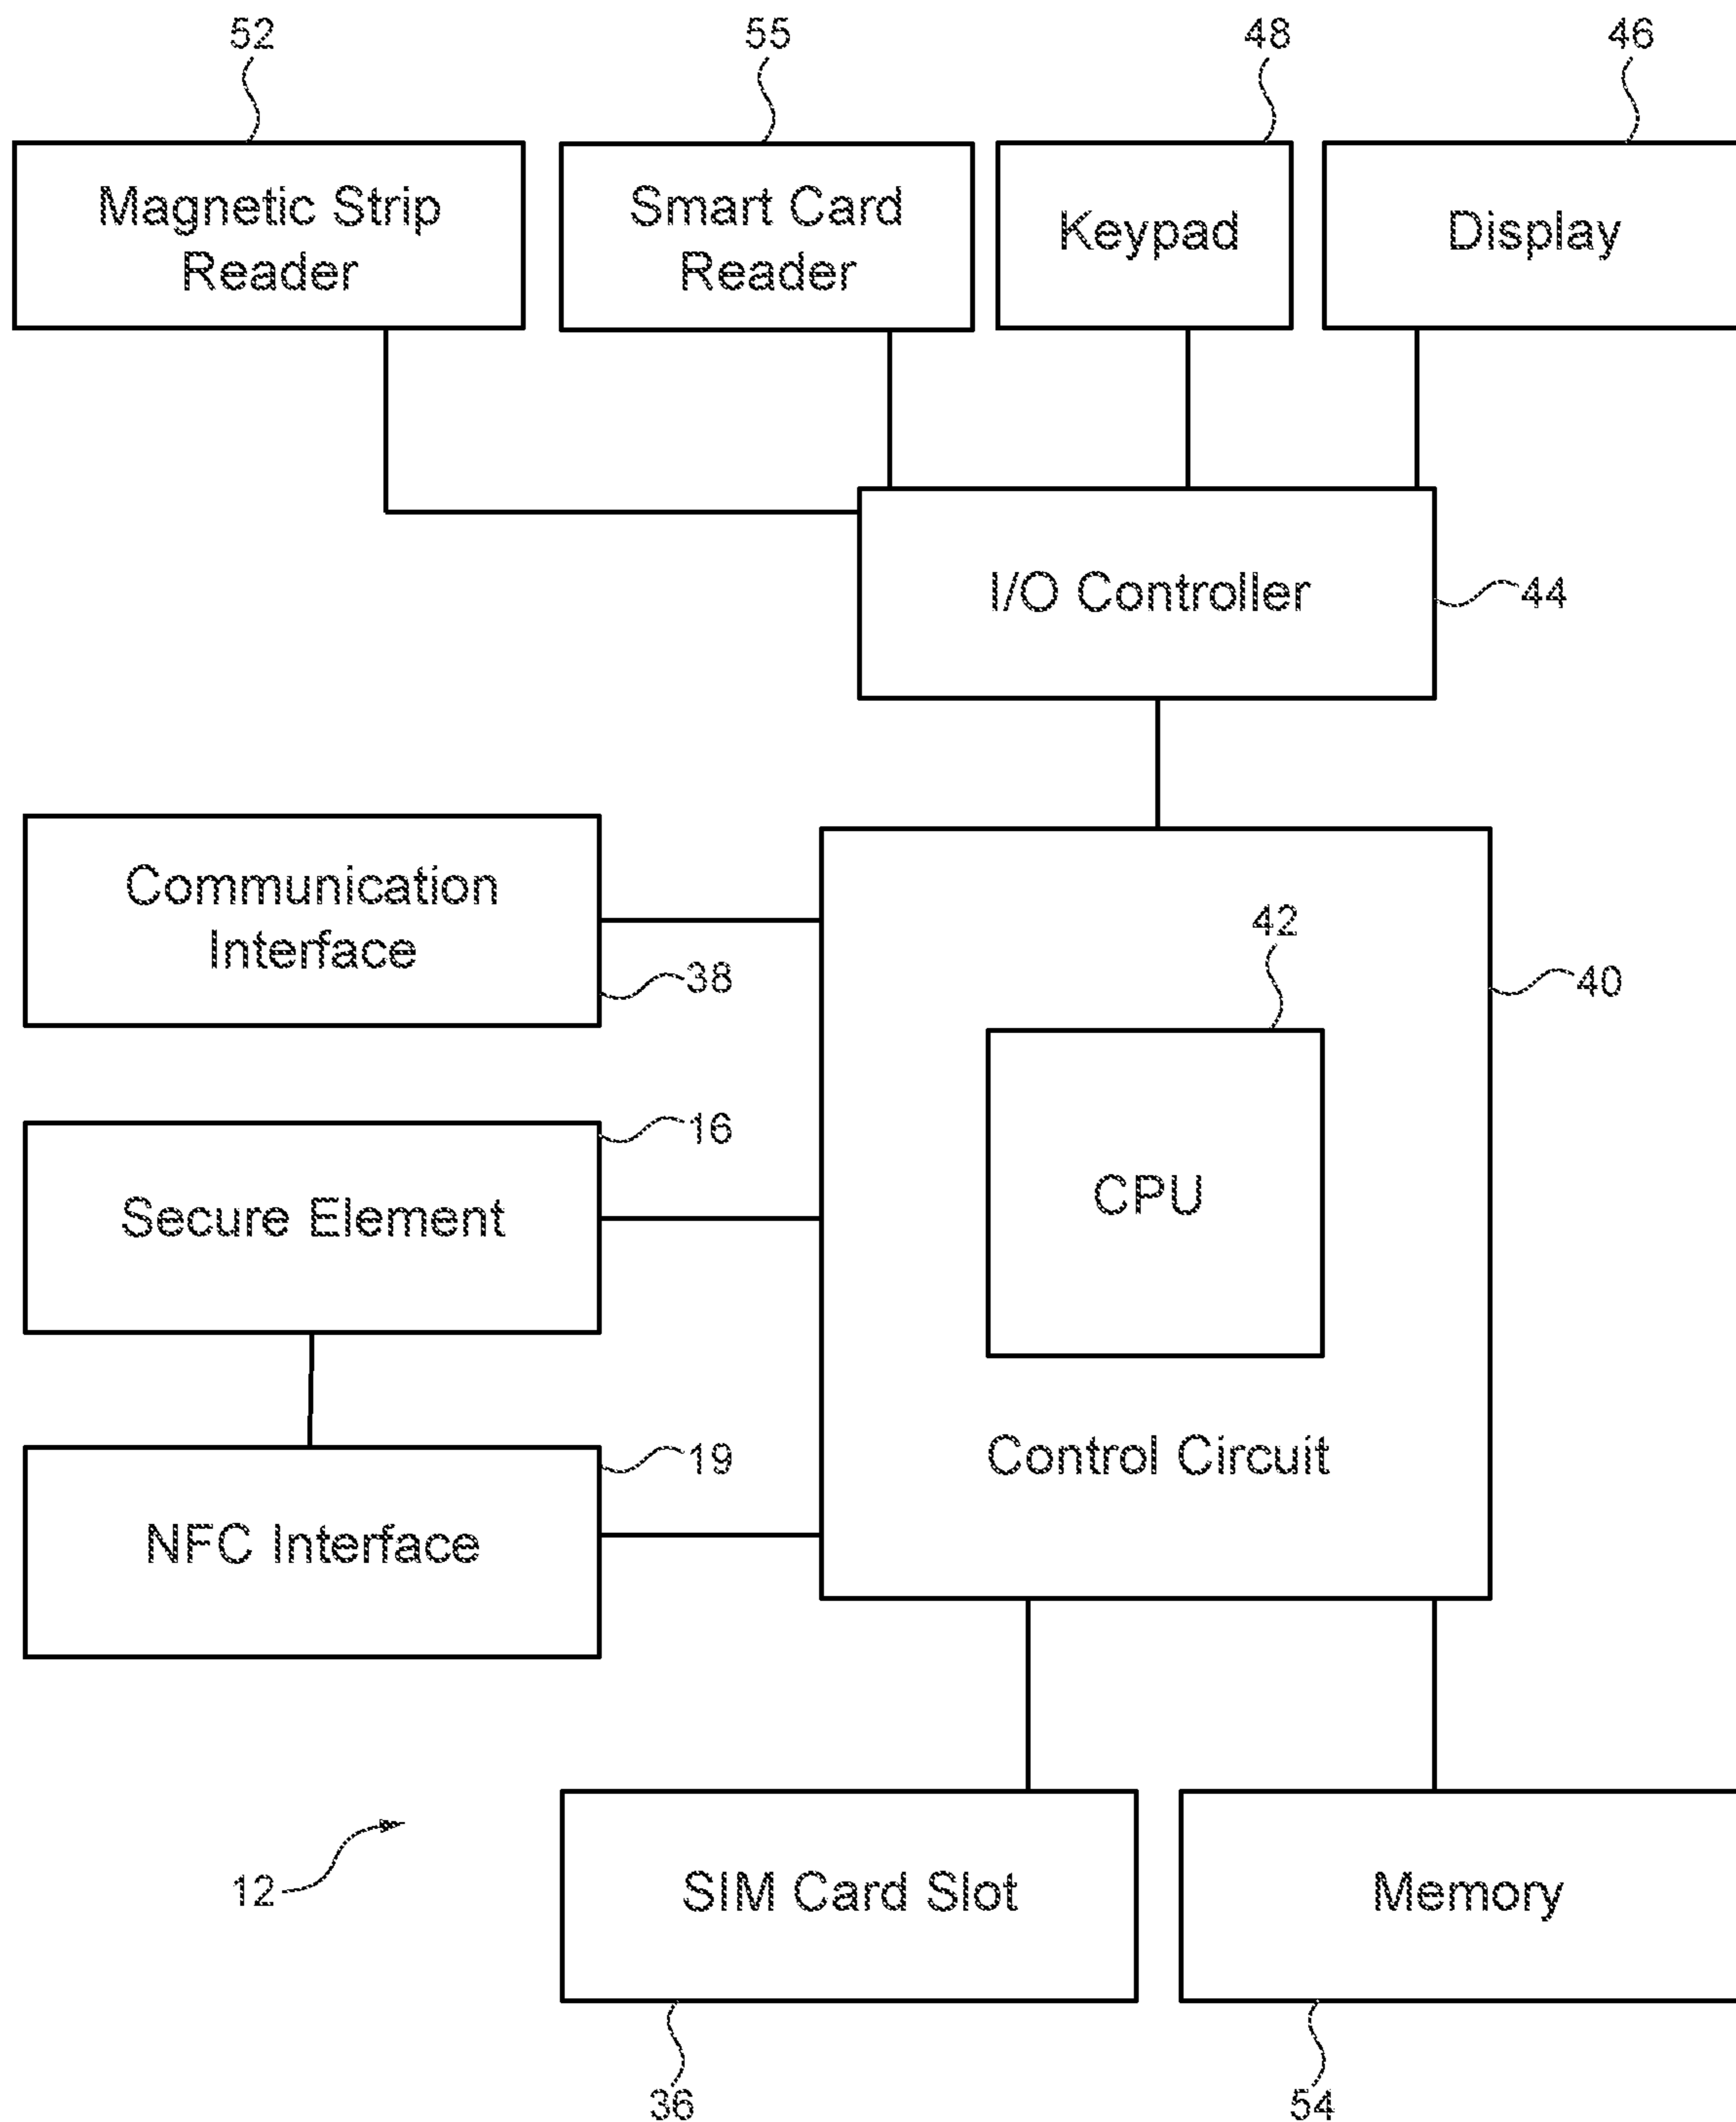 52
55
48
46
Magnetic Strip
Reader
Smart Card
Reader
Keypad
Display
I/O Controller
44
Communication
Interface
38
42
40
16
Secure Element
CPU
19
NFC Interface
Control Circuit
12
SIM Card Slot
Memory
36
54